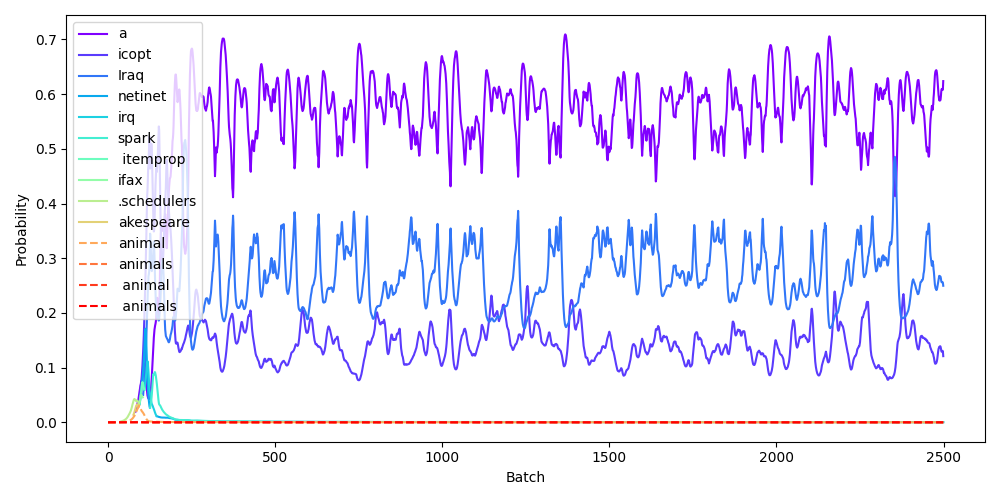 0.7
0.6
0.5
0.4
0.3
0.2
0.1
0.0
Probability
a
icopt
Iraq
netinet
irq
spark
itemprop
ifax
.schedulers
akespeare
animal
animals
animal
animals
0
500
1000
1500
2000
2500
Batch